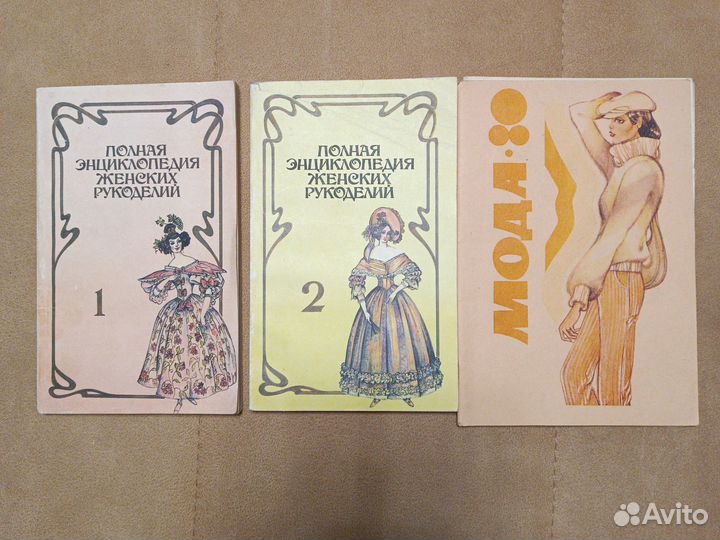 ПОЛНАЯ
ЭНЦИКЛОПЕДИЯ
ЖЕНСКИХ
РУКОДЕЛИЙ
1
ПОЛНАЯ
ЭНЦИКЛОПЕДИЯ
ЖЕНСКИХ
РУКОДЕЛИЙ
2
МОДА·80
Avito